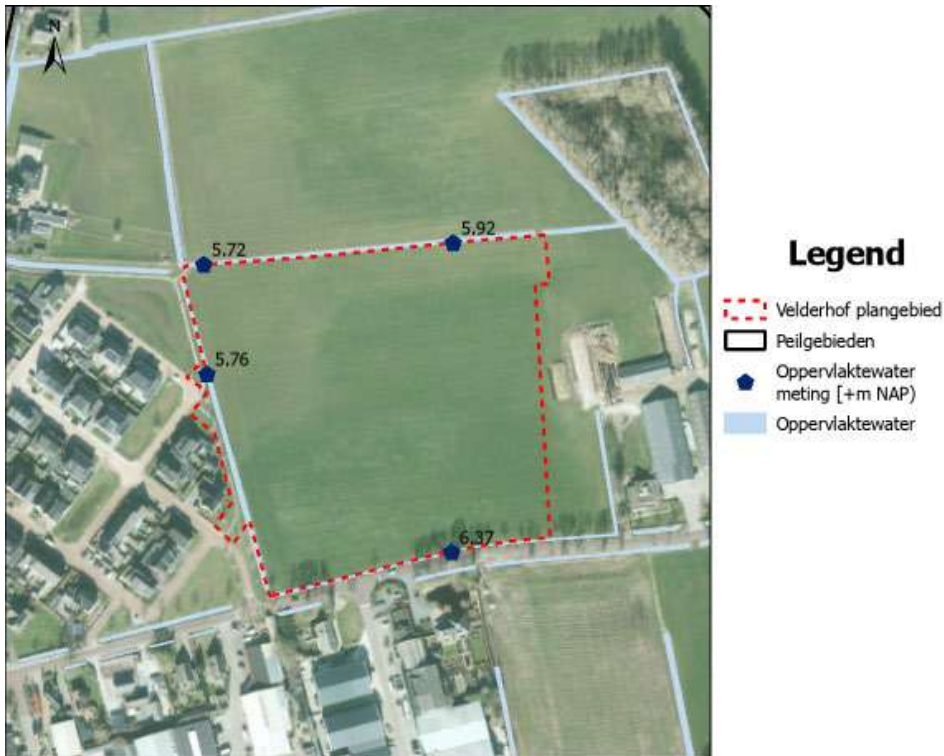 N
5.92
5.72
5.76
6.37
Legend
Velderhof plangebied
Peilgebieden
Oppervlaktewater
meting [+m NAP)
Oppervlaktewater